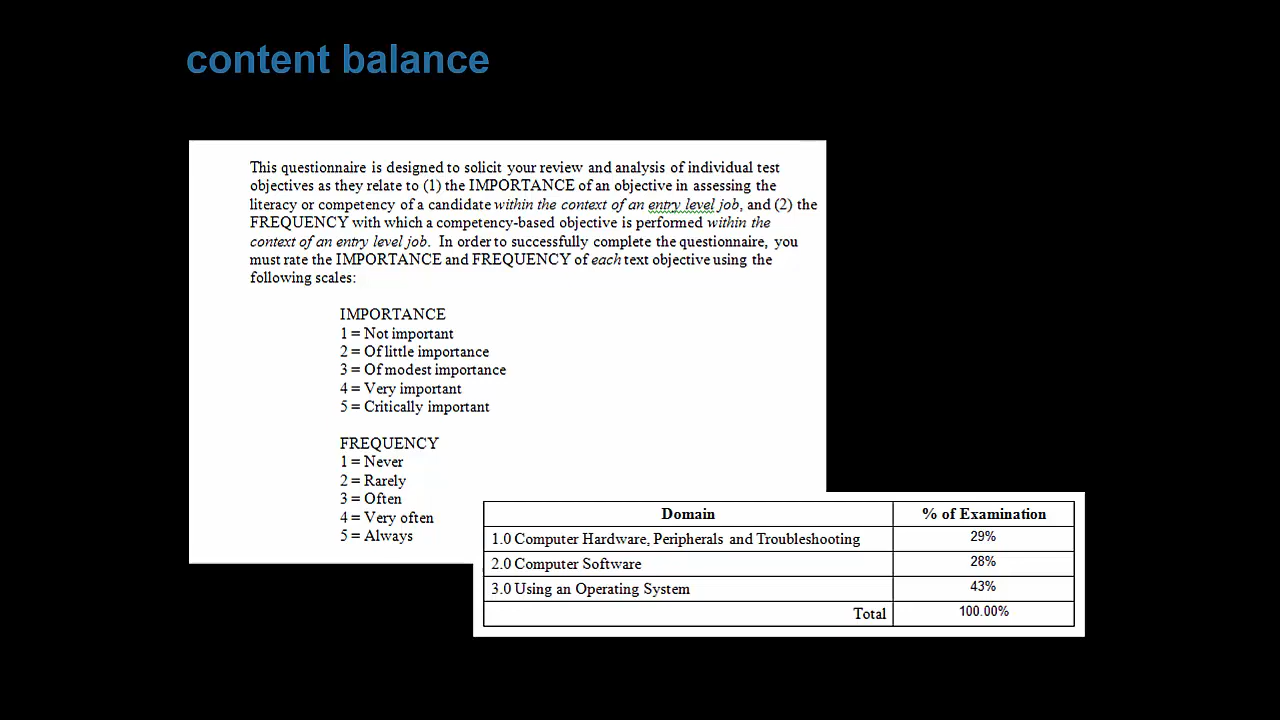 content balance
This questionnaire is designed to solicit your review and analysis of individual test
objectives as they relate to (1) the IMPORTANCE of an objective in assessing the
literacy or competency of a candidate within the context of an entry level job, and (2) the
FREQUENCY with which a competency-based objective is performed within the
context of an entry level job. In order to successfully complete the questionnaire, you
must rate the IMPORTANCE and FREQUENCY of each text objective using the
following scales:
IMPORTANCE
1 = Not important
2 = Of little importance
3 = Of modest importance
4 = Very important
5 = Critically important
FREQUENCY
1 = Never
2 = Rarely
3 = Often
4 = Very often
5 = Always
Domain % of Examination
1.0 Computer Hardware, Peripherals and Troubleshooting 29%
2.0 Computer Software 28%
3.0 Using an Operating System 43%
Total 100.00%